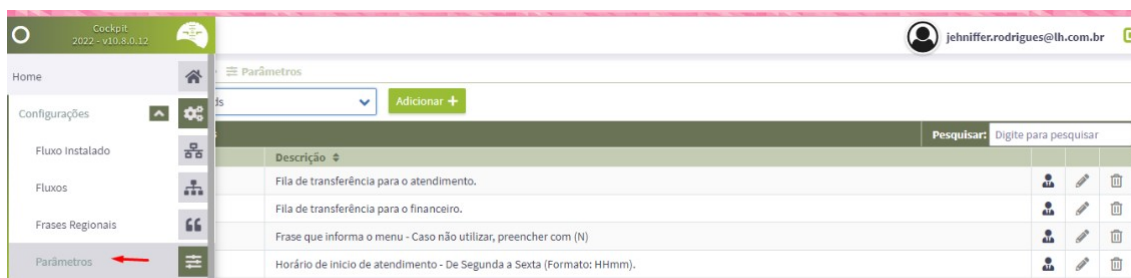 Cockpit
2022 - v10.8.0.12
jehniffer.rodrigues@lh.com.br
Home
Parâmetros
Configurações
Adicionar +
Pesquisar: Digite para pesquisar
Fluxo Instalado
Descrição
Fluxos
Fila de transferência para o atendimento.
Fila de transferência para o financeiro.
Frases Regionais
Frase que informa o menu - Caso não utilizar, preencher com (N)
Parâmetros
Horário de inicio de atendimento - De Segunda a Sexta (Formato: HHmm).